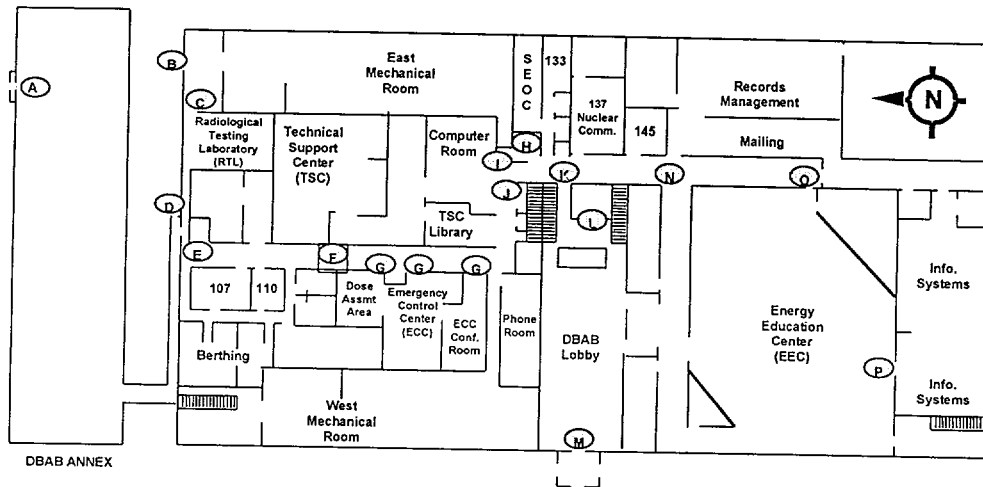 A
B
C
East
Mechanical
Room
SEOC
133
137
Nuclear
Comm.
145
Records
Management
Mailing
N
Radiological
Testing
Laboratory
(RTL)
Technical
Support
Center
(TSC)
Computer
Room
H
I
J
K
L
N
O
D
TSC
Library
E
F
G
G
G
107
110
Dose
Assmt
Area
Emergency
Control
Center
(ECC)
ECC
Conf.
Room
Phone
Room
DBAB
Lobby
Energy
Education
Center
(EEC)
Info.
Systems
P
Info.
Systems
Berthing
West
Mechanical
Room
M
DBAB ANNEX